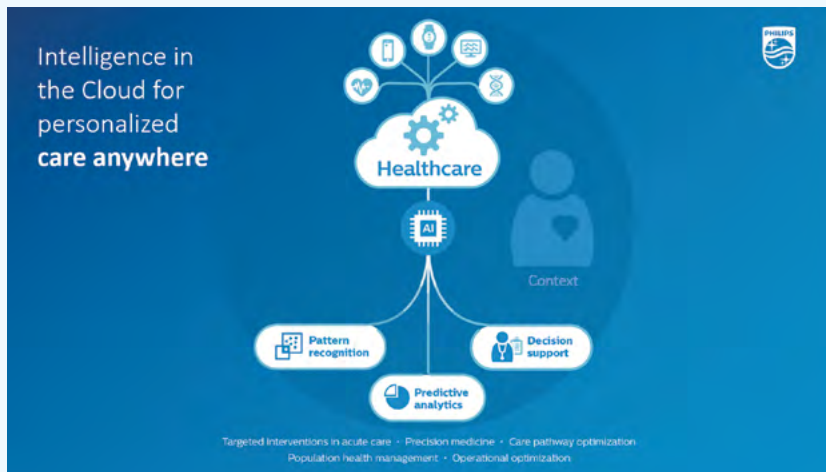 Intelligence in
the Cloud for
personalized
care anywhere
PHILIPS
Healthcare
AI
Context
Pattern
recognition
Decision
support
Predictive
analytics
Targeted interventions in acute care • Precision medicine • Care pathway optimization
Population health management • Operational optimization